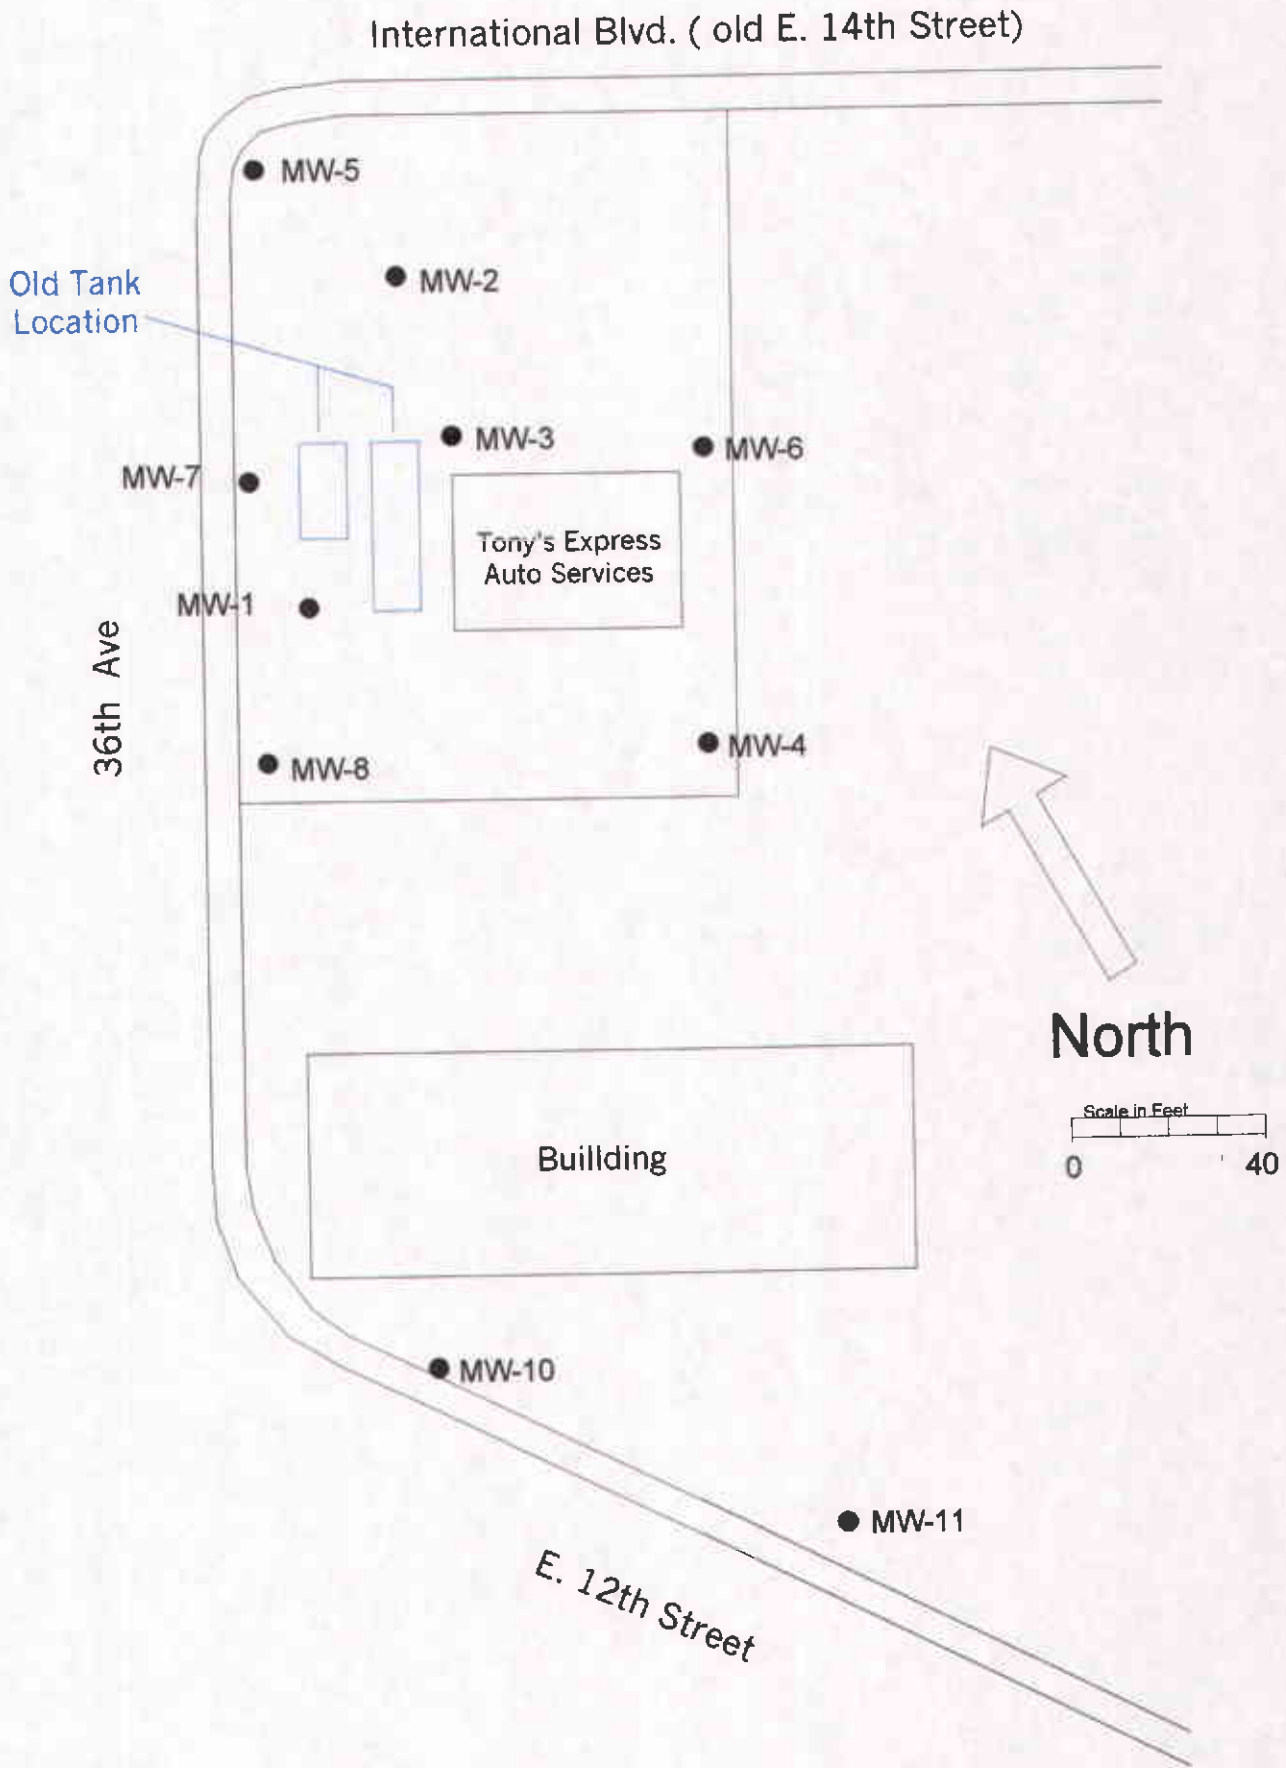 International Blvd. ( old E. 14th Street)
MW-5
MW-2
Old Tank
Location
MW-3
MW-6
MW-7
Tony's Express
Auto Services
MW-1
36th Ave
MW-4
MW-8
North
Scale in Feet
0 40
Buillding
MW-10
MW-11
E. 12th Street